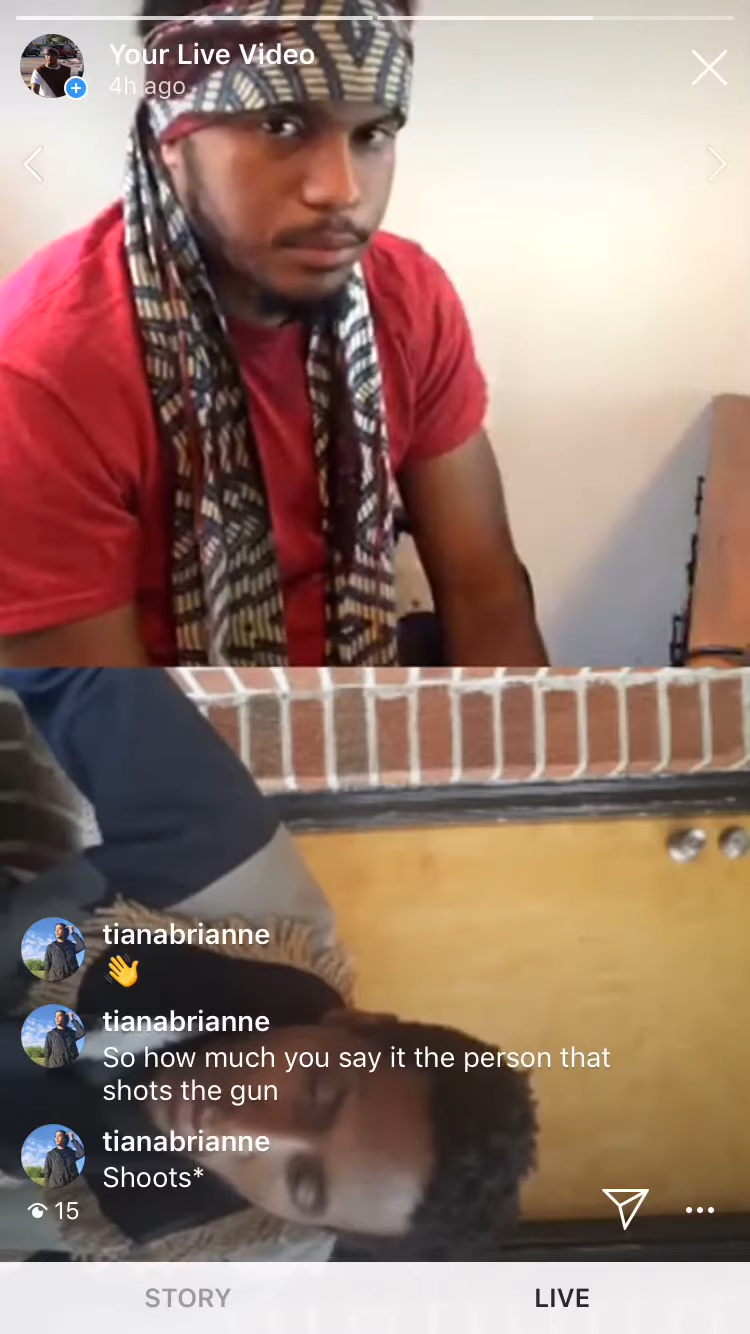 Your Live Video
4h ago
tianabrianne
👋
tianabrianne
So how much you say it the person that
shots the gun
tianabrianne
Shoots*
15
STORY
LIVE